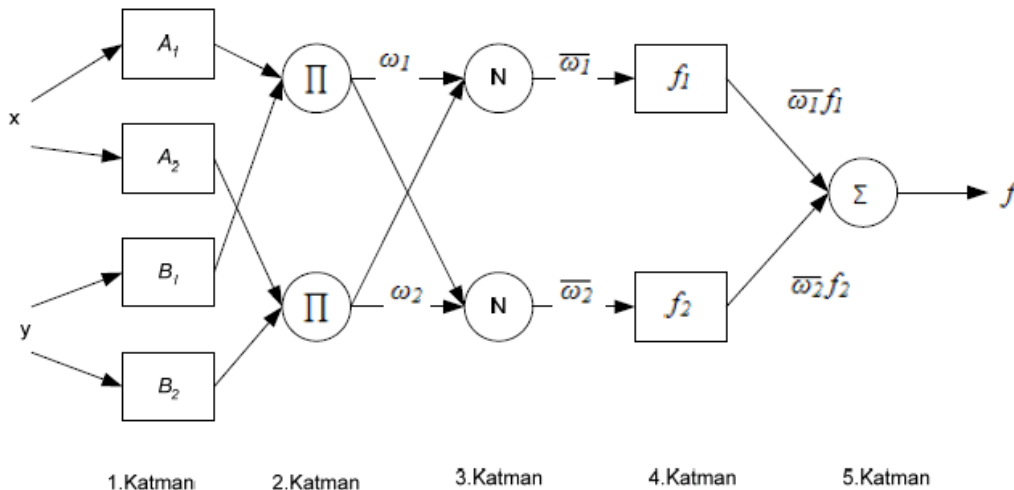 x
y
A₁
A₂
B₁
B₂
∏
∏
ω₁
ω₂
N
N
ω̅₁
ω̅₂
f₁
f₂
ω̅₁f₁
ω̅₂f₂
Σ
f
1.Katman 2.Katman 3.Katman 4.Katman 5.Katman